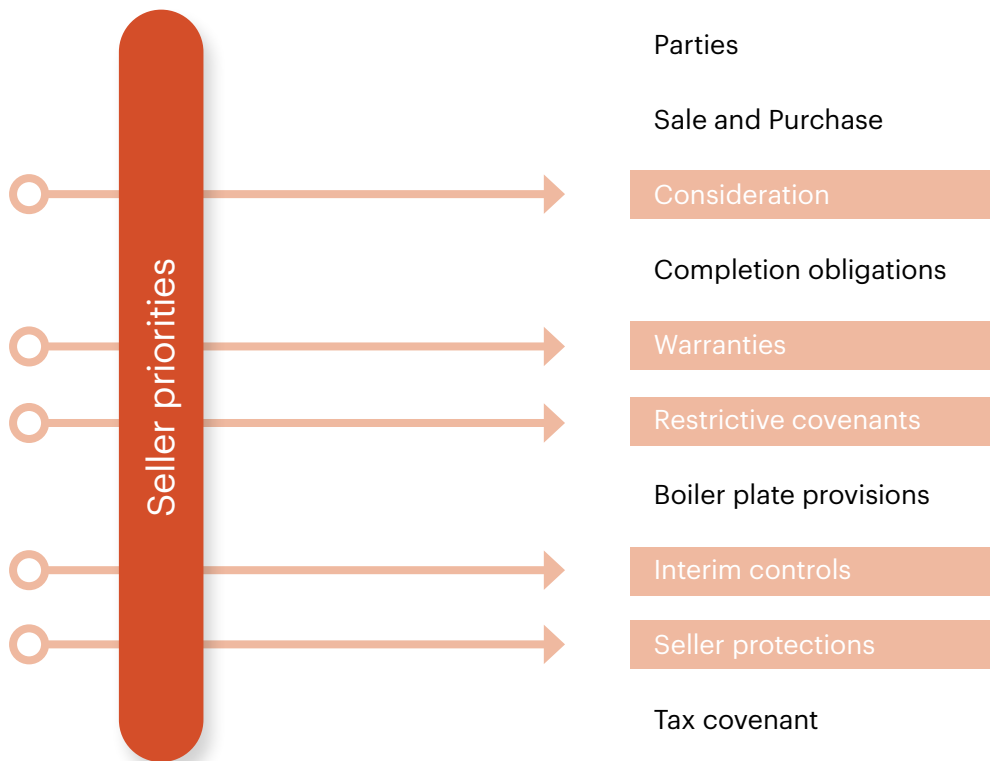 Seller priorities
Parties
Sale and Purchase
Consideration
Completion obligations
Warranties
Restrictive covenants
Boiler plate provisions
Interim controls
Seller protections
Tax covenant